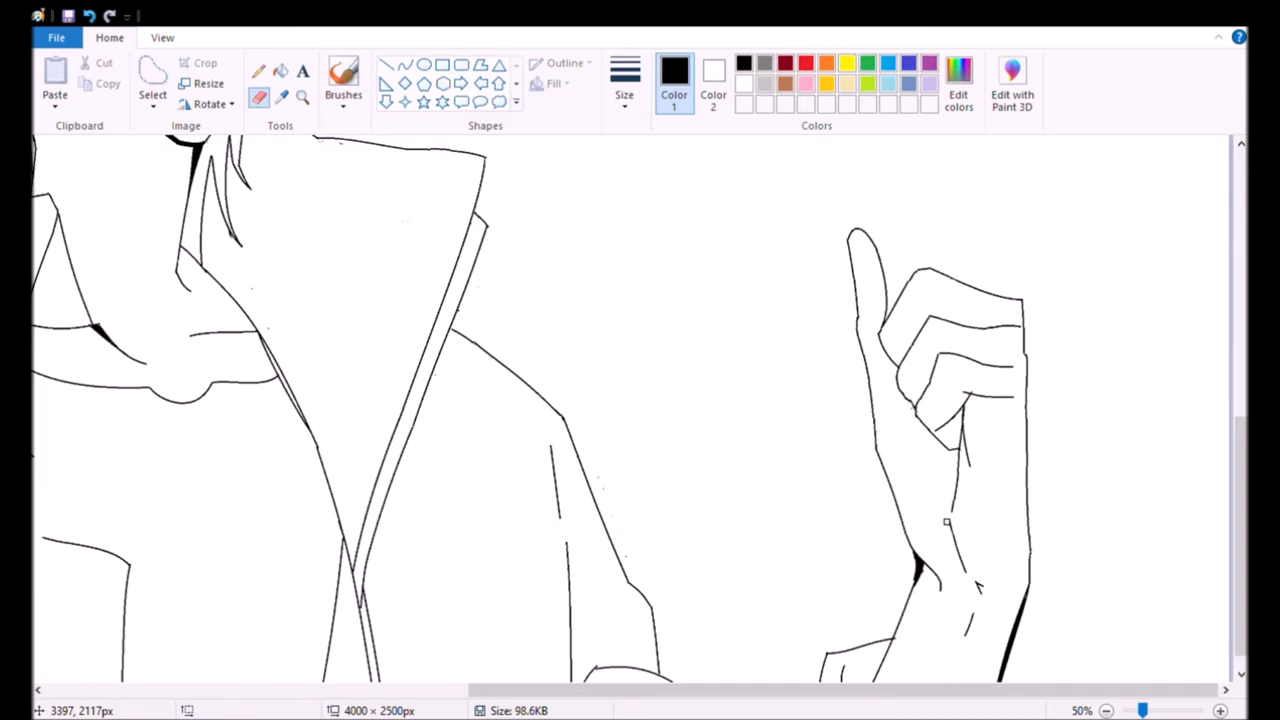 File Home View
Paste Cut Copy Clipboard
Select Crop Resize Rotate Image
A Tools
Brushes
Outline Fill Shapes
Size
Color 1 Color 2 Edit colors Colors
Edit with Paint 3D
3397, 2117px 4000 × 2500px Size: 98.6KB 50%